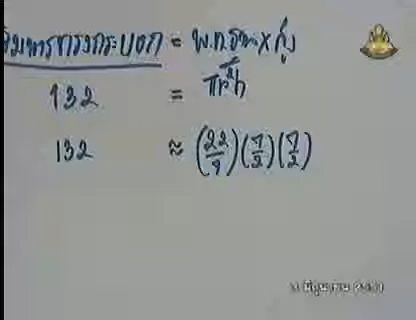 ปริมาตรทรงกระบอก = พ.ท.ฐาน × สูง
132 = πr²h
132 ≈ (22/7)(7/2)(7/2)